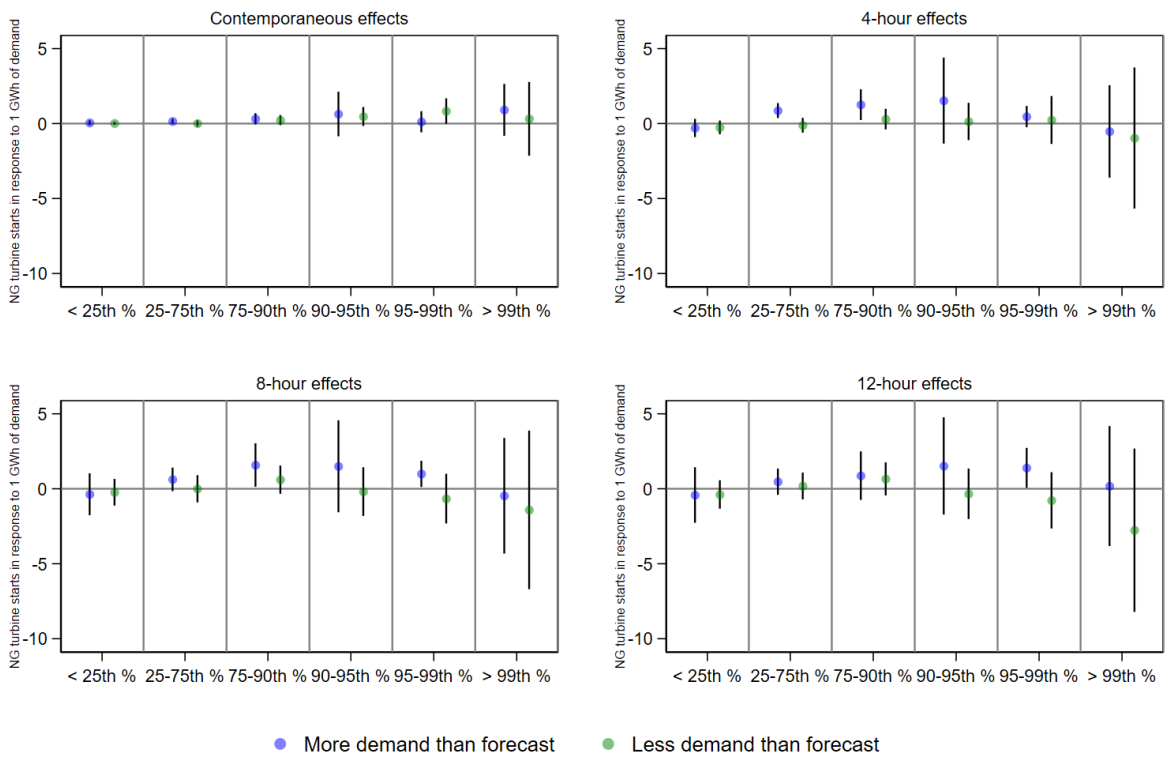 Contemporaneous effects
NG turbine starts in response to 1 GWh of demand
5
0
-5
-10
< 25th % 25-75th % 75-90th % 90-95th % 95-99th % > 99th %
4-hour effects
NG turbine starts in response to 1 GWh of demand
5
0
-5
-10
< 25th % 25-75th % 75-90th % 90-95th % 95-99th % > 99th %
8-hour effects
NG turbine starts in response to 1 GWh of demand
5
0
-5
-10
< 25th % 25-75th % 75-90th % 90-95th % 95-99th % > 99th %
12-hour effects
NG turbine starts in response to 1 GWh of demand
5
0
-5
-10
< 25th % 25-75th % 75-90th % 90-95th % 95-99th % > 99th %
More demand than forecast Less demand than forecast